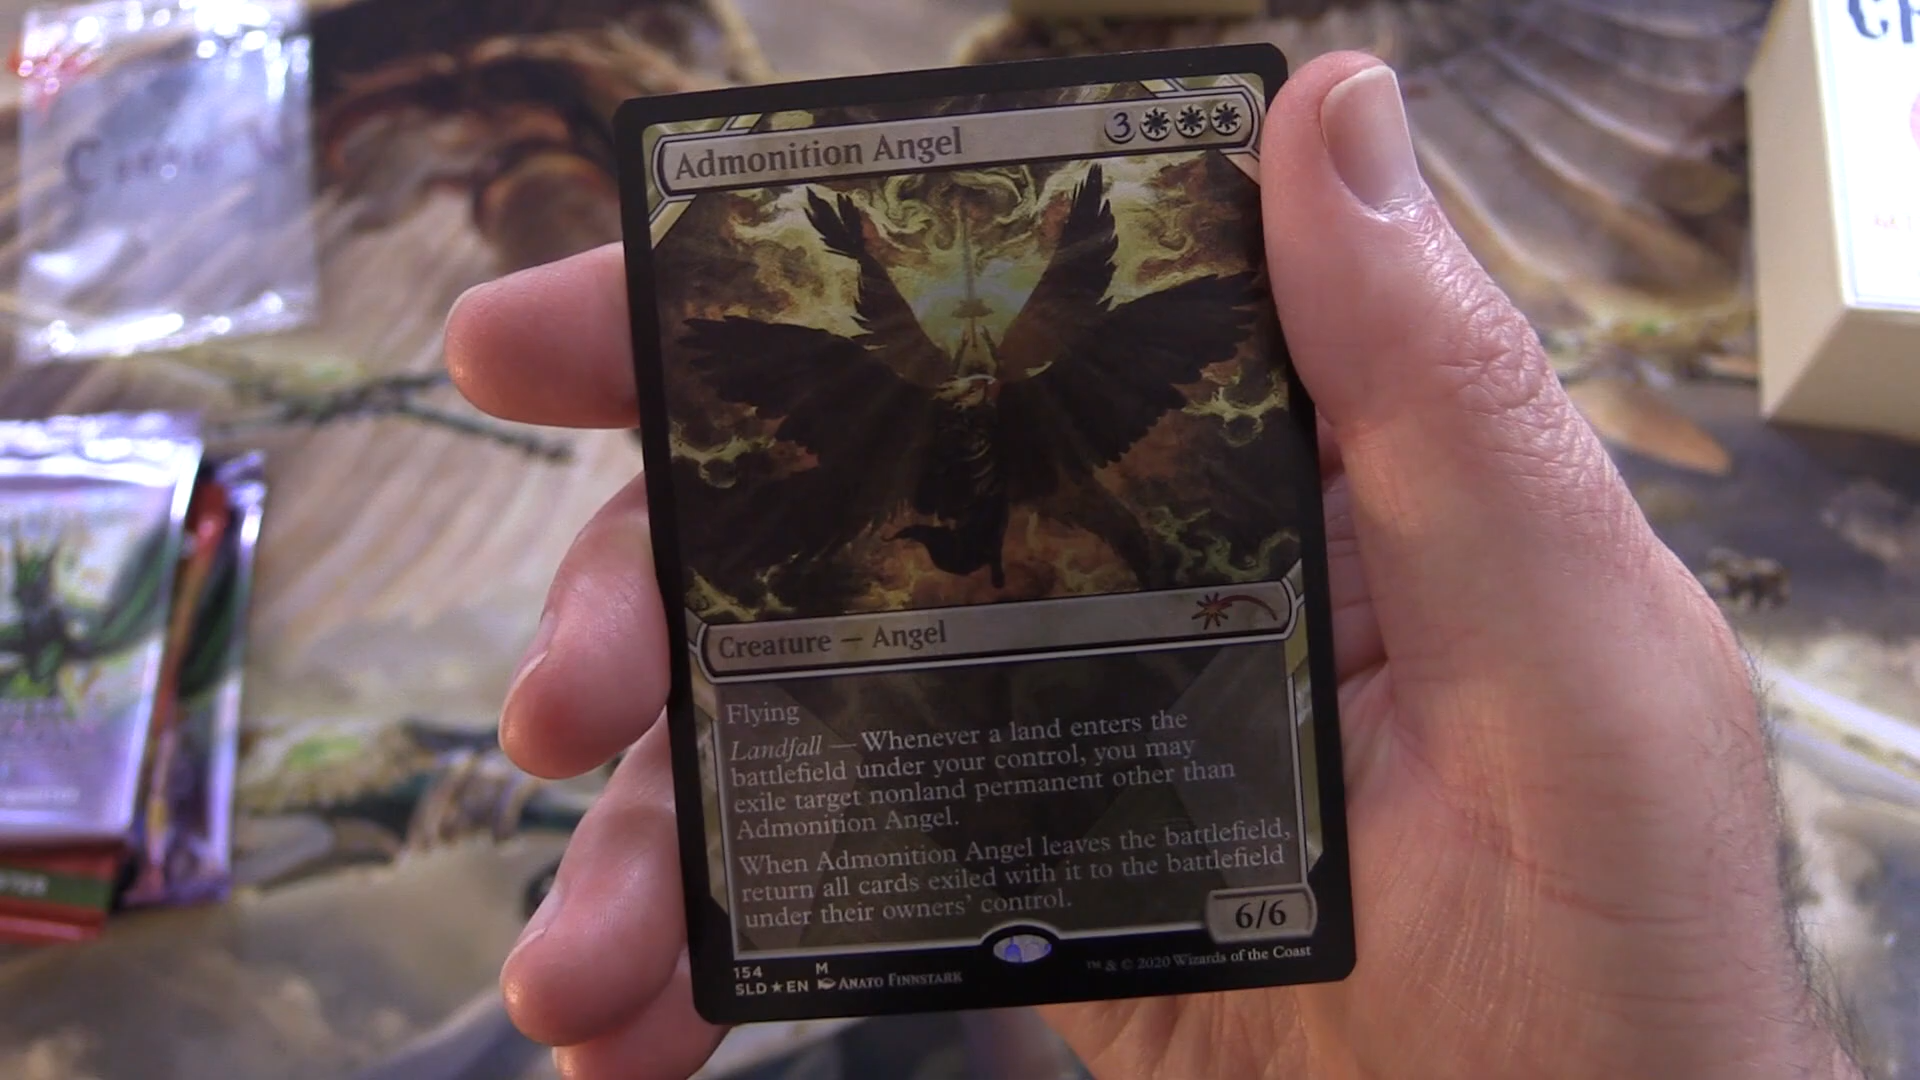 Admonition Angel 3
Creature — Angel
Flying
Landfall — Whenever a land enters the
battlefield under your control, you may
exile target nonland permanent other than
Admonition Angel.
When Admonition Angel leaves the battlefield,
return all cards exiled with it to the battlefield
under their owners' control.
6/6
154 M
SLD ★ EN ANATO FINNSTARK
™ & © 2020 Wizards of the Coast